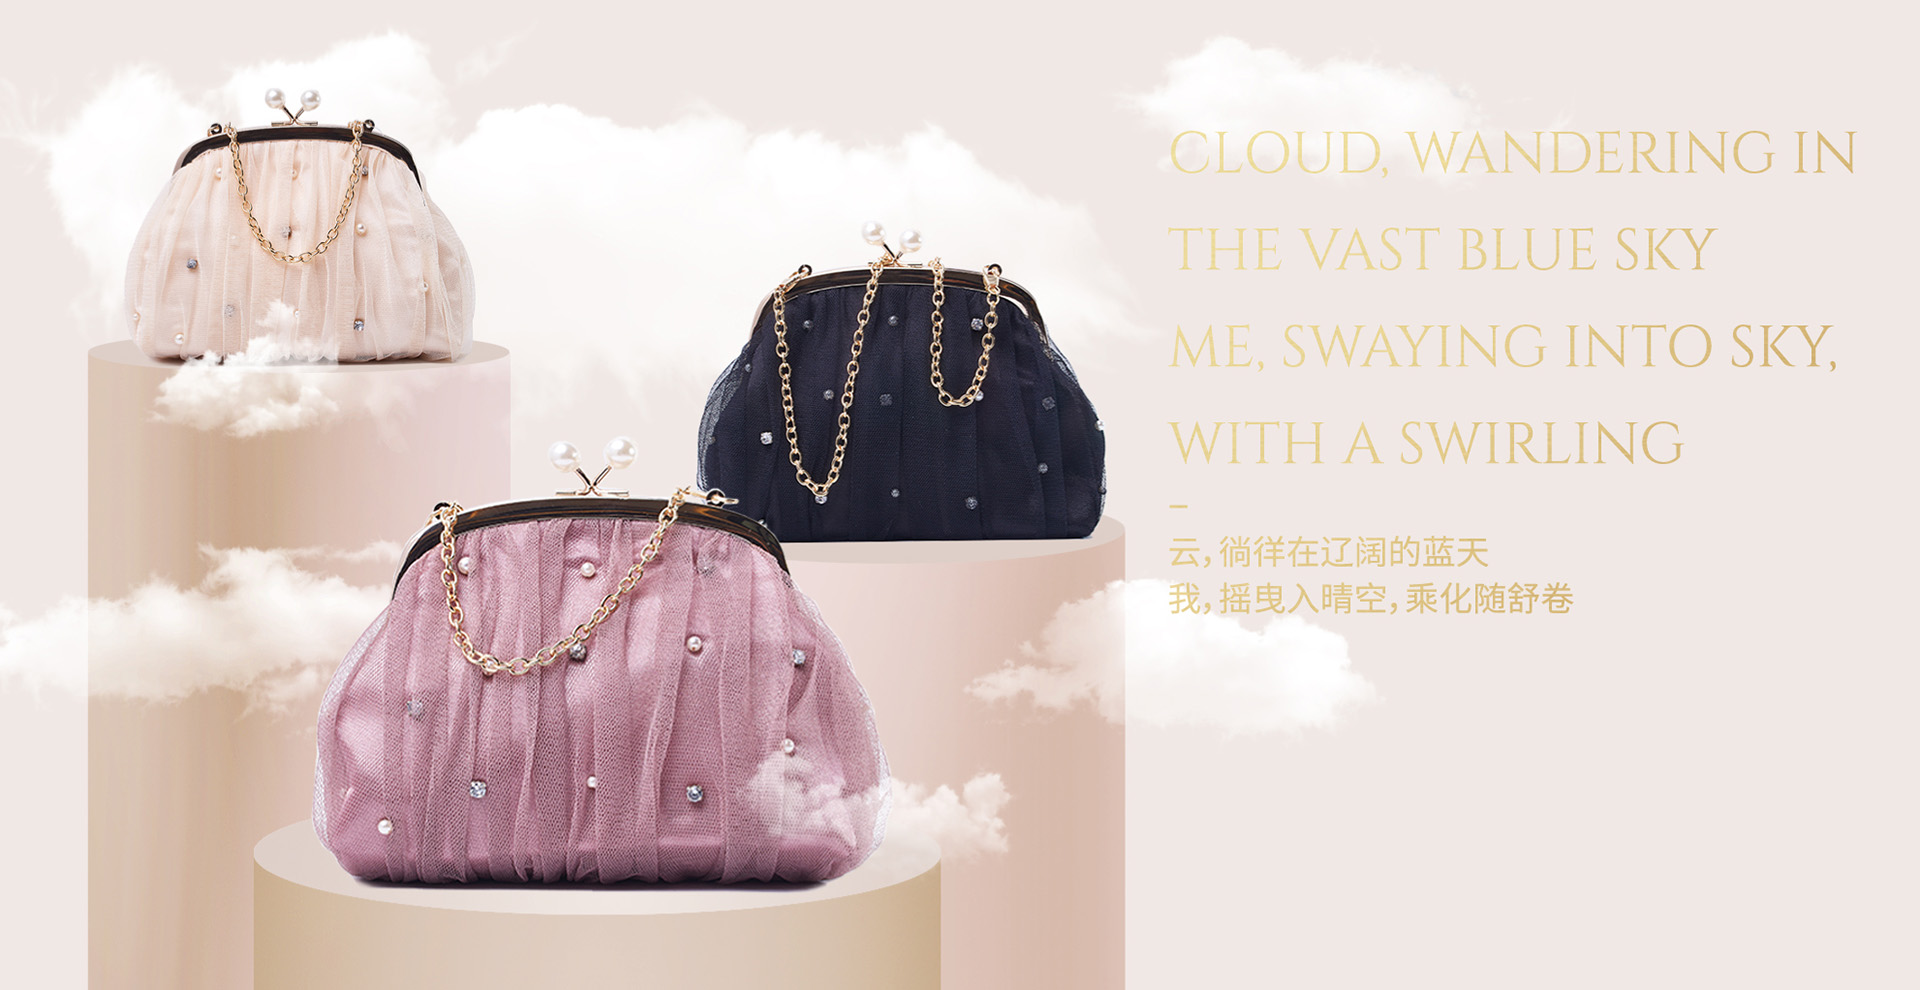 CLOUD, WANDERING IN
THE VAST BLUE SKY
ME, SWAYING INTO SKY,
WITH A SWIRLING
–
云，徜徉在辽阔的蓝天
我，摇曳入晴空，乘化随舒卷